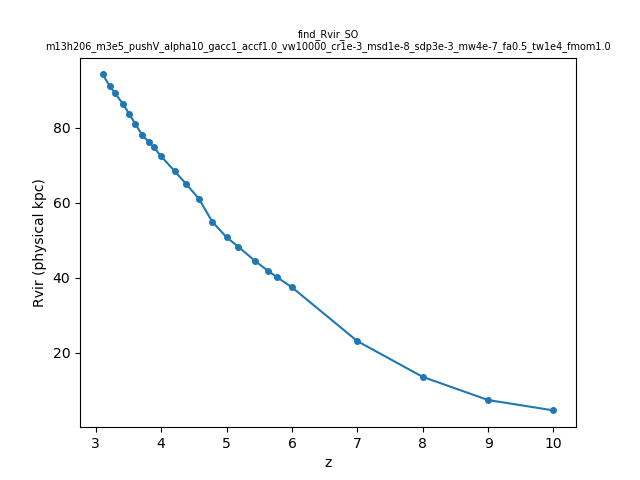 find_Rvir_SO
m13h206_m3e5_pushV_alpha10_gacc1_accf1.0_vw10000_cr1e-3_msd1e-8_sdp3e-3_mw4e-7_fa0.5_tw1e4_fmom1.0
Rvir (physical kpc)
80
60
40
20
3 4 5 6 7 8 9 10
z